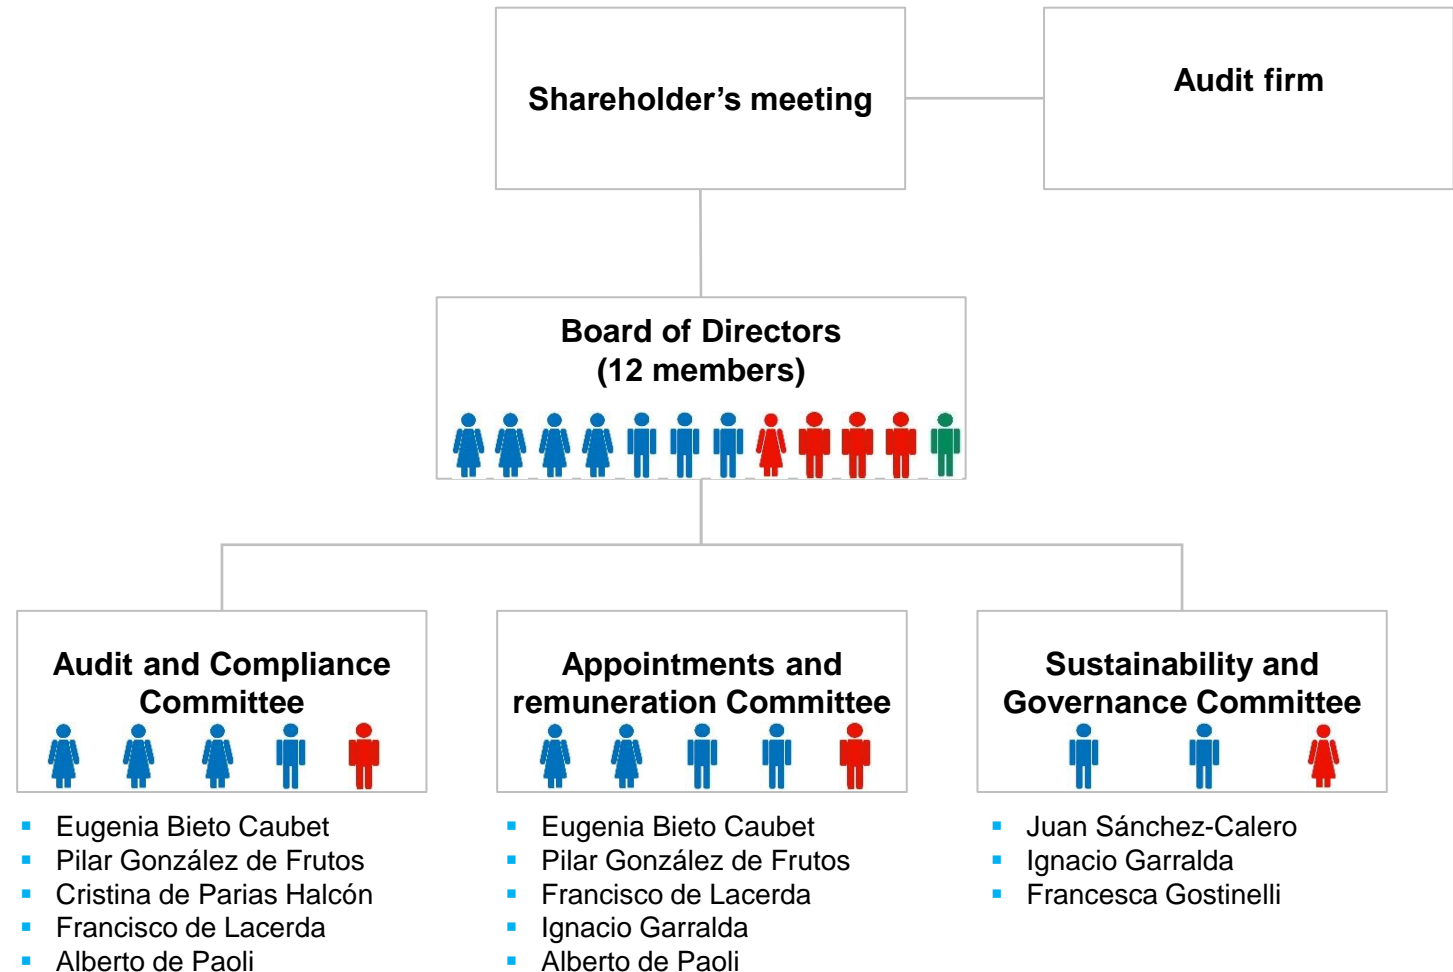 Shareholder's meeting
Audit firm
Board of Directors
(12 members)
Audit and Compliance
Committee
Appointments and
remuneration Committee
Sustainability and
Governance Committee
▪ Eugenia Bieto Caubet
▪ Pilar González de Frutos
▪ Cristina de Parias Halcón
▪ Francisco de Lacerda
▪ Alberto de Paoli
▪ Eugenia Bieto Caubet
▪ Pilar González de Frutos
▪ Francisco de Lacerda
▪ Ignacio Garralda
▪ Alberto de Paoli
▪ Juan Sánchez-Calero
▪ Ignacio Garralda
▪ Francesca Gostinelli